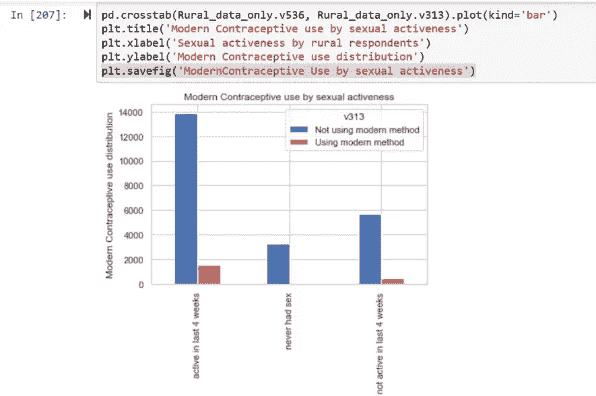 In [207]:
pd.crosstab(Rural_data_only.v536, Rural_data_only.v313).plot(kind='bar')
plt.title('Modern Contraceptive use by sexual activeness')
plt.xlabel('Sexual activeness by rural respondents')
plt.ylabel('Modern Contraceptive use distribution')
plt.savefig('ModernContraceptive Use by sexual activeness')
Modern Contraceptive use by sexual activeness
v313
Not using modern method
Using modern method
Modern Contraceptive use distribution
14000
12000
10000
8000
6000
4000
2000
0
active in last 4 weeks
never had sex
not active in last 4 weeks